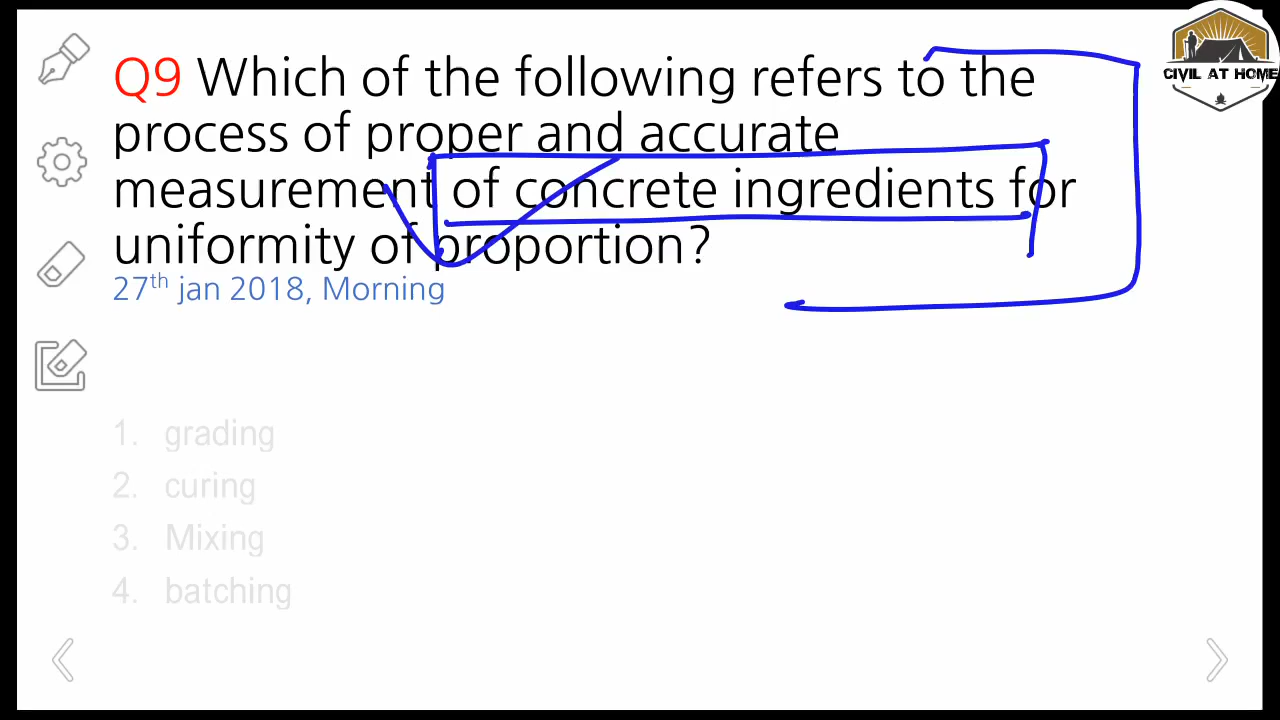 CIVIL AT HOME
Q9 Which of the following refers to the
process of proper and accurate
measurement of concrete ingredients for
uniformity of proportion?
27th jan 2018, Morning
1. grading
2. curing
3. Mixing
4. batching